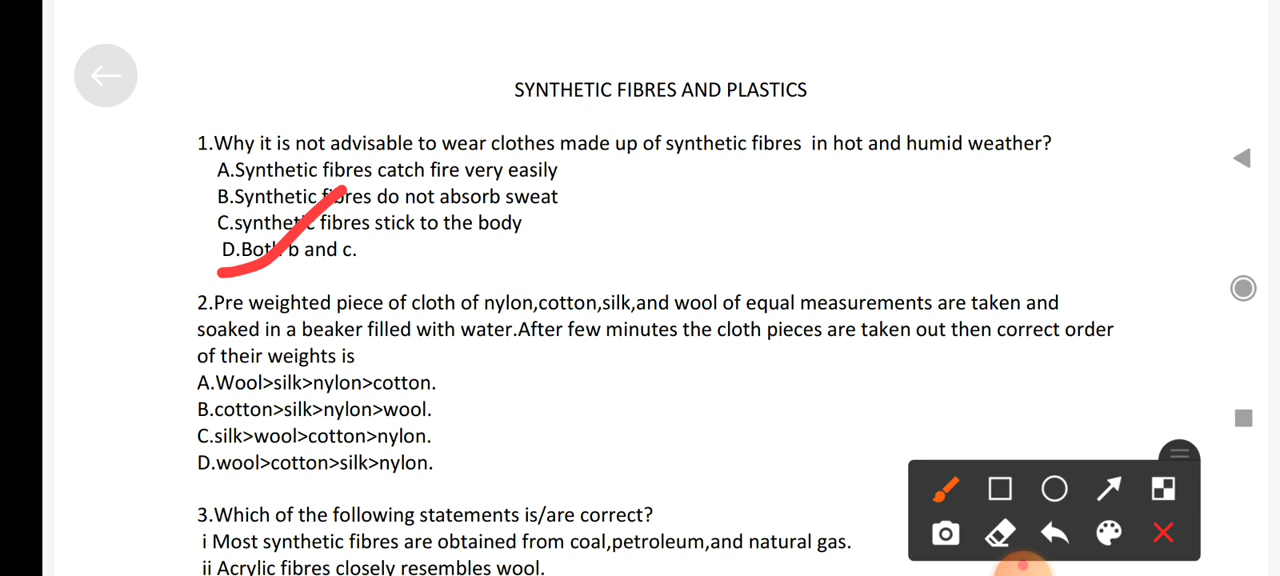 SYNTHETIC FIBRES AND PLASTICS
1.Why it is not advisable to wear clothes made up of synthetic fibres in hot and humid weather?
A.Synthetic fibres catch fire very easily
B.Synthetic fibres do not absorb sweat
C.synthetic fibres stick to the body
D.Both b and c.
2.Pre weighted piece of cloth of nylon,cotton,silk,and wool of equal measurements are taken and
soaked in a beaker filled with water.After few minutes the cloth pieces are taken out then correct order
of their weights is
A.Wool>silk>nylon>cotton.
B.cotton>silk>nylon>wool.
C.silk>wool>cotton>nylon.
D.wool>cotton>silk>nylon.
3.Which of the following statements is/are correct?
i Most synthetic fibres are obtained from coal,petroleum,and natural gas.
ii Acrylic fibres closely resembles wool.